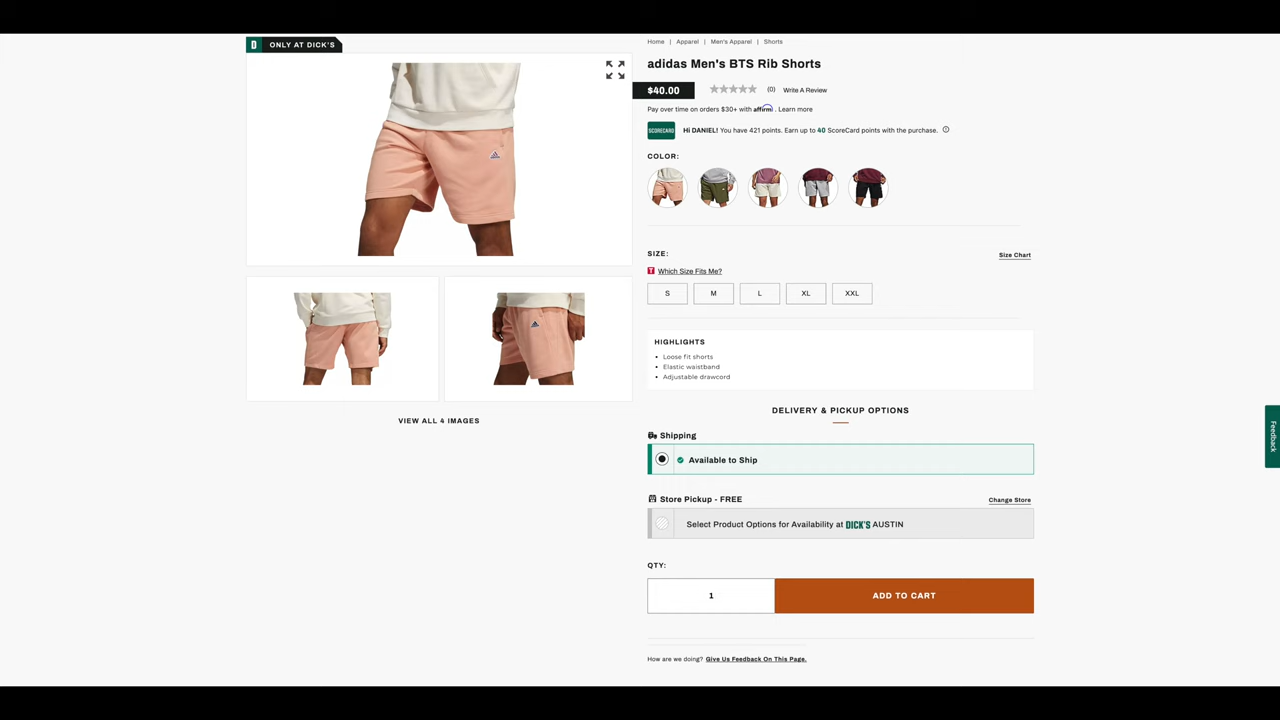 D ONLY AT DICK'S
VIEW ALL 4 IMAGES
Home | Apparel | Men's Apparel | Shorts
adidas Men's BTS Rib Shorts
$40.00 (0) Write A Review
Pay over time on orders $30+ with affirm . Learn more
SCORECARD Hi DANIEL! You have 421 points. Earn up to 40 ScoreCard points with the purchase.
COLOR:
SIZE: Size Chart
T Which Size Fits Me?
S M L XL XXL
HIGHLIGHTS
• Loose fit shorts
• Elastic waistband
• Adjustable drawcord
DELIVERY & PICKUP OPTIONS
Shipping
Available to Ship
Store Pickup - FREE Change Store
Select Product Options for Availability at DICK'S AUSTIN
QTY:
1 ADD TO CART
How are we doing? Give Us Feedback On This Page.
Feedback